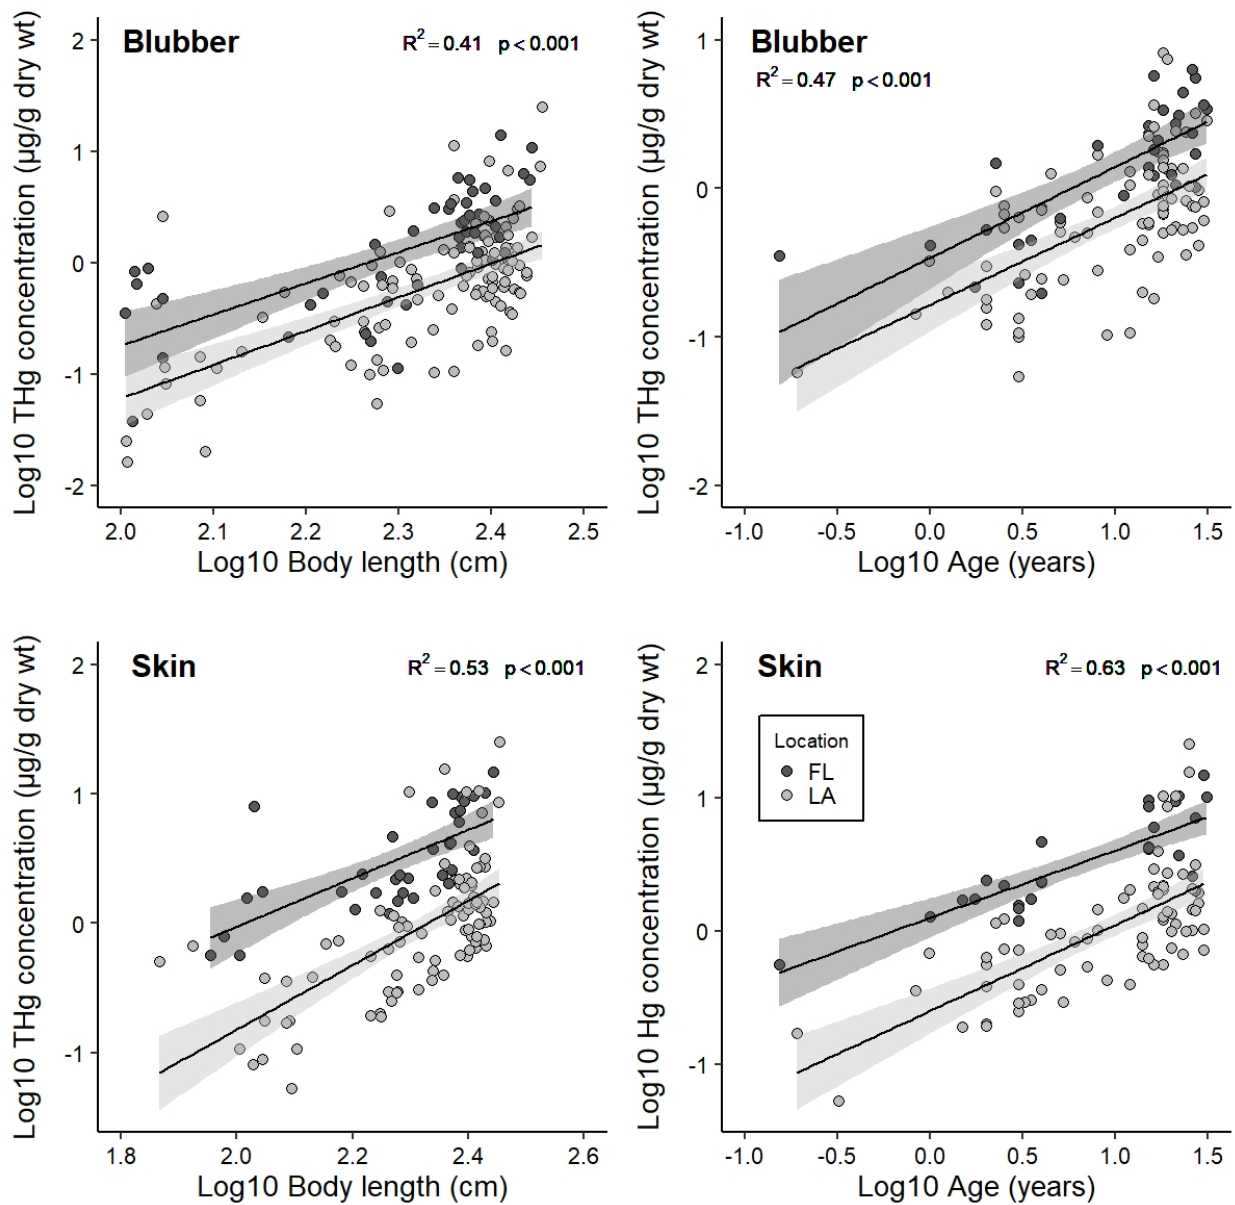 Blubber
R² = 0.41 p < 0.001
Log10 THg concentration (µg/g dry wt)
2
1
0
-1
-2
2.0 2.1 2.2 2.3 2.4 2.5
Log10 Body length (cm)
Blubber
R² = 0.47 p < 0.001
Log10 THg concentration (µg/g dry wt)
1
0
-1
-2
-1.0 -0.5 0.0 0.5 1.0 1.5
Log10 Age (years)
Skin
R² = 0.53 p < 0.001
Log10 THg concentration (µg/g dry wt)
2
1
0
-1
1.8 2.0 2.2 2.4 2.6
Log10 Body length (cm)
Skin
R² = 0.63 p < 0.001
Location
FL
LA
Log10 Hg concentration (µg/g dry wt)
2
1
0
-1
-1.0 -0.5 0.0 0.5 1.0 1.5
Log10 Age (years)